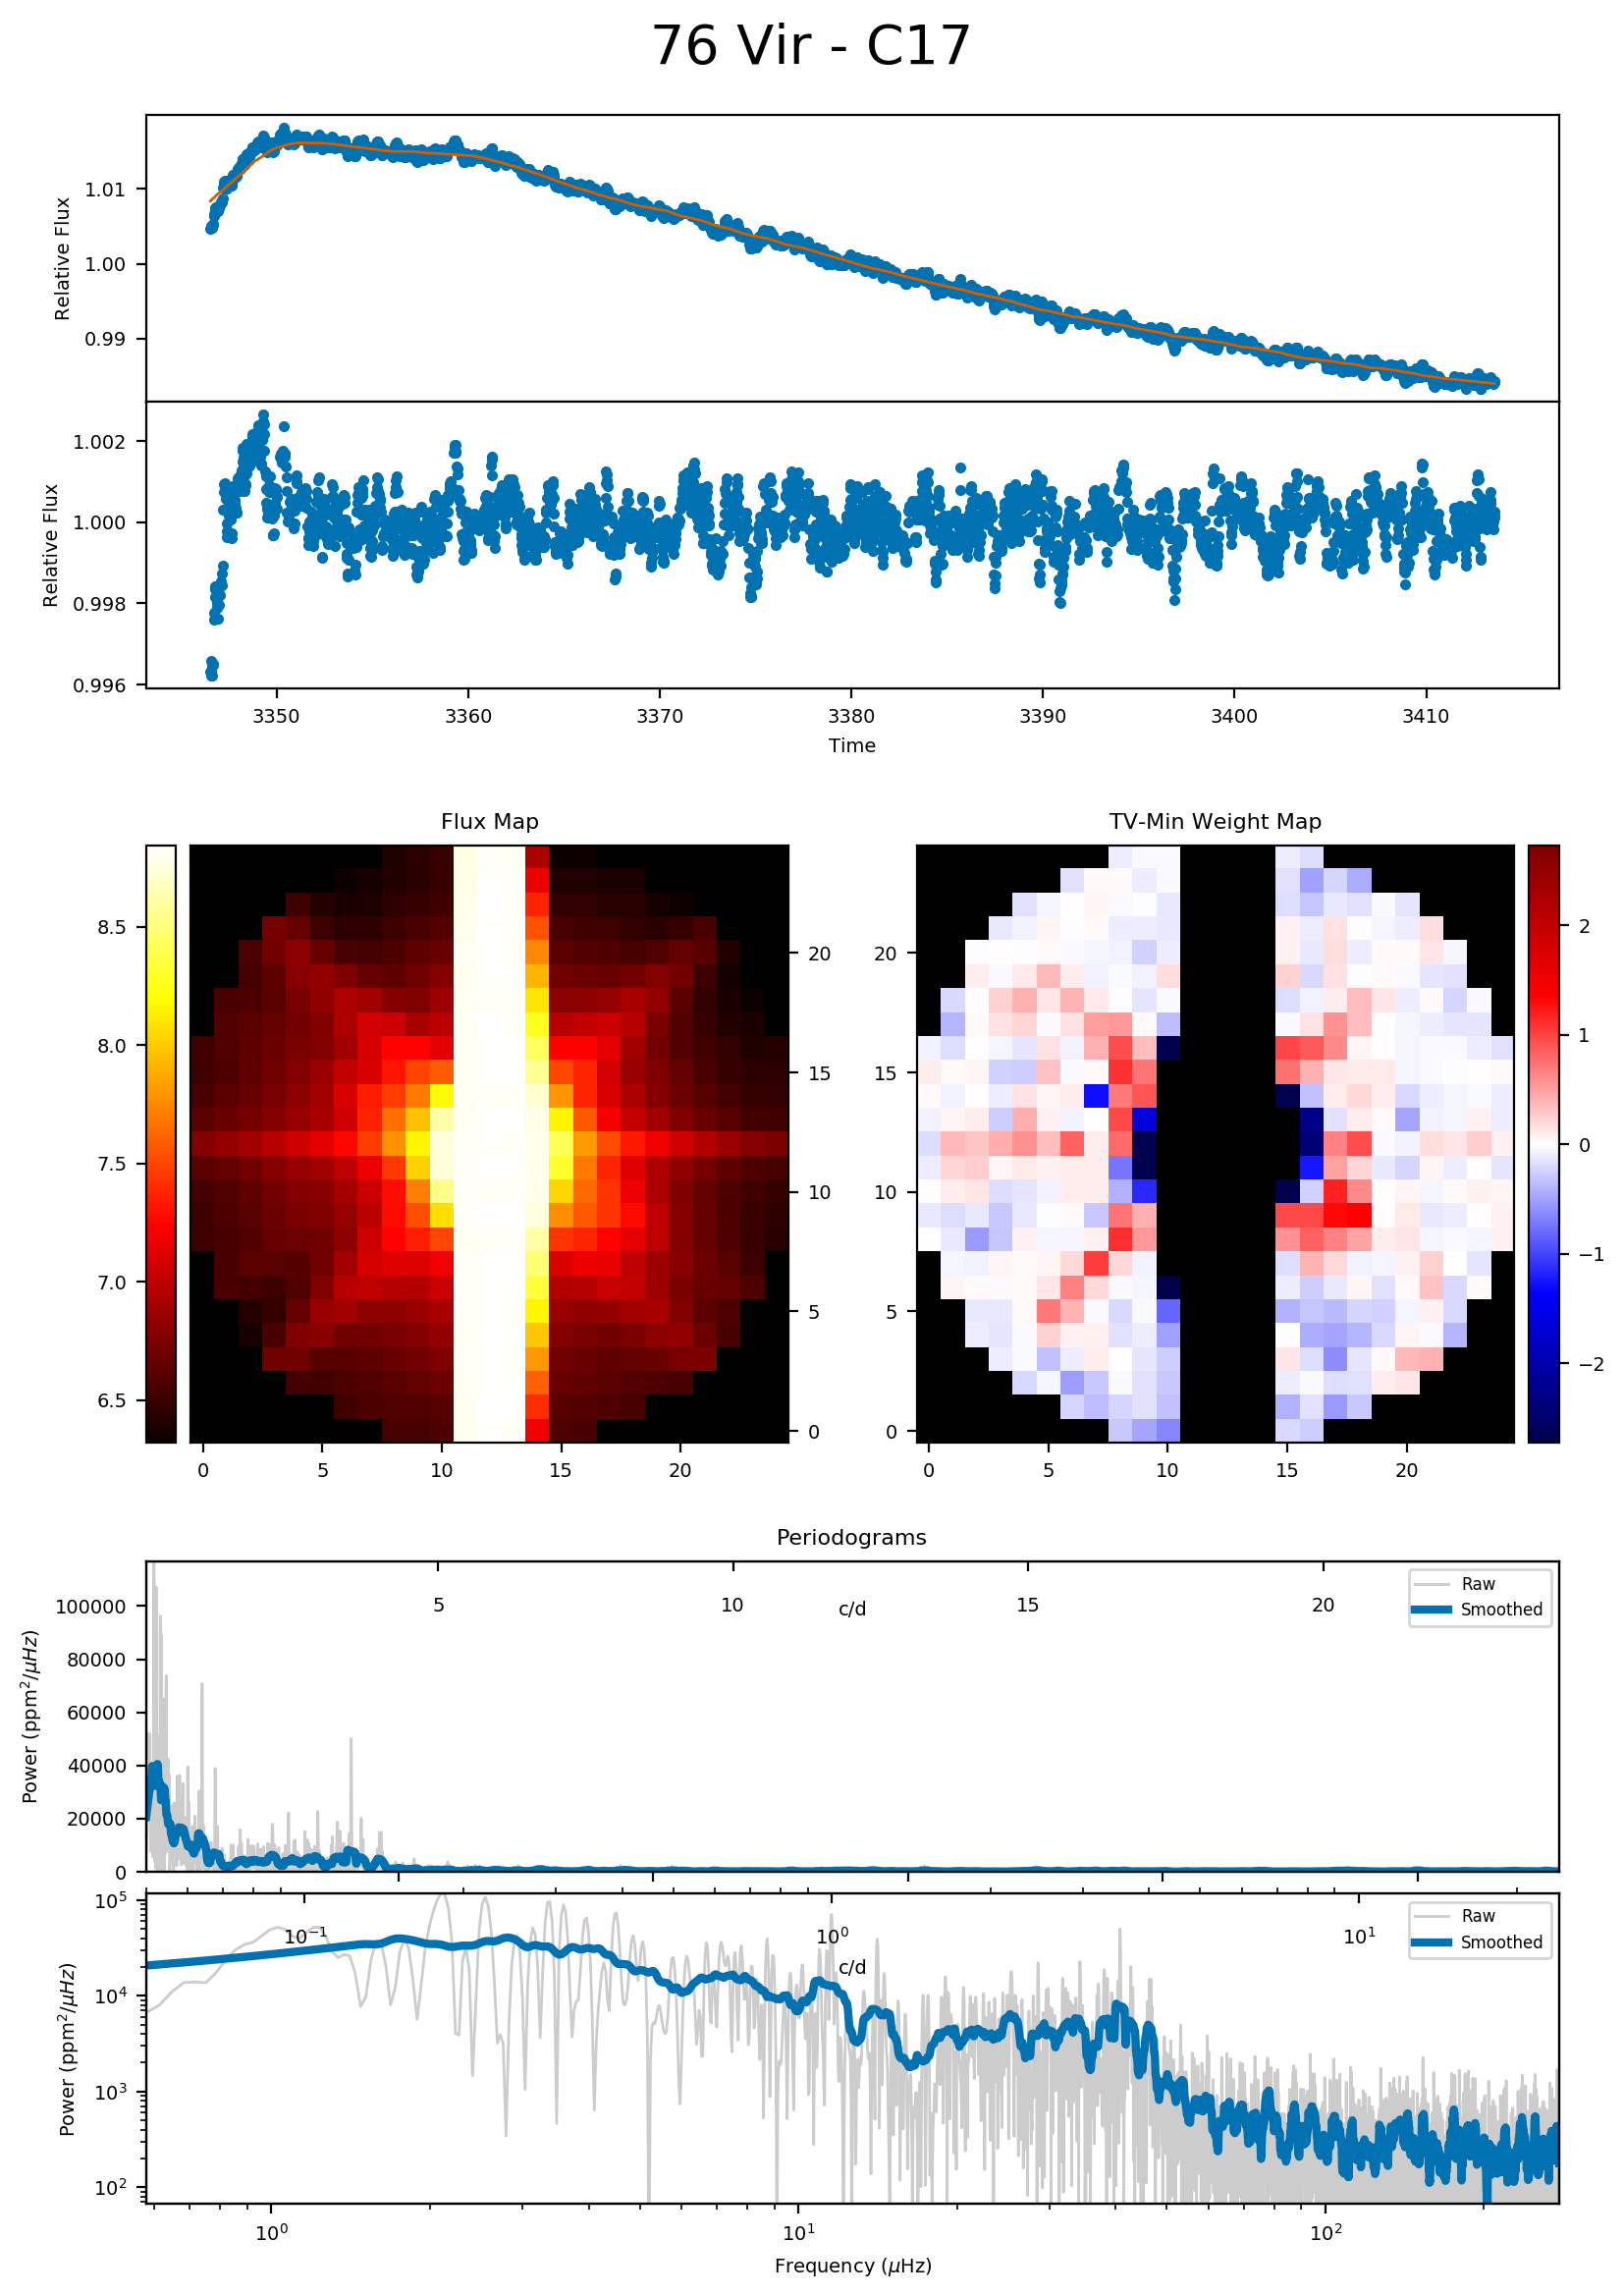 76 Vir - C17
Relative Flux
1.01
1.00
0.99
Relative Flux
1.002
1.000
0.998
0.996
3350 3360 3370 3380 3390 3400 3410
Time
Flux Map
TV-Min Weight Map
8.5
8.0
7.5
7.0
6.5
20
15
10
5
0
0 5 10 15 20
20
15
10
5
0
0 5 10 15 20
2
1
0
−1
−2
Periodograms
Power (ppm²/μHz)
100000
80000
60000
40000
20000
0
5 10 15 20
c/d
Raw
Smoothed
Power (ppm²/μHz)
10⁵
10⁴
10³
10²
10⁻¹ 10⁰ 10¹
c/d
Raw
Smoothed
10⁰ 10¹ 10²
Frequency (μHz)